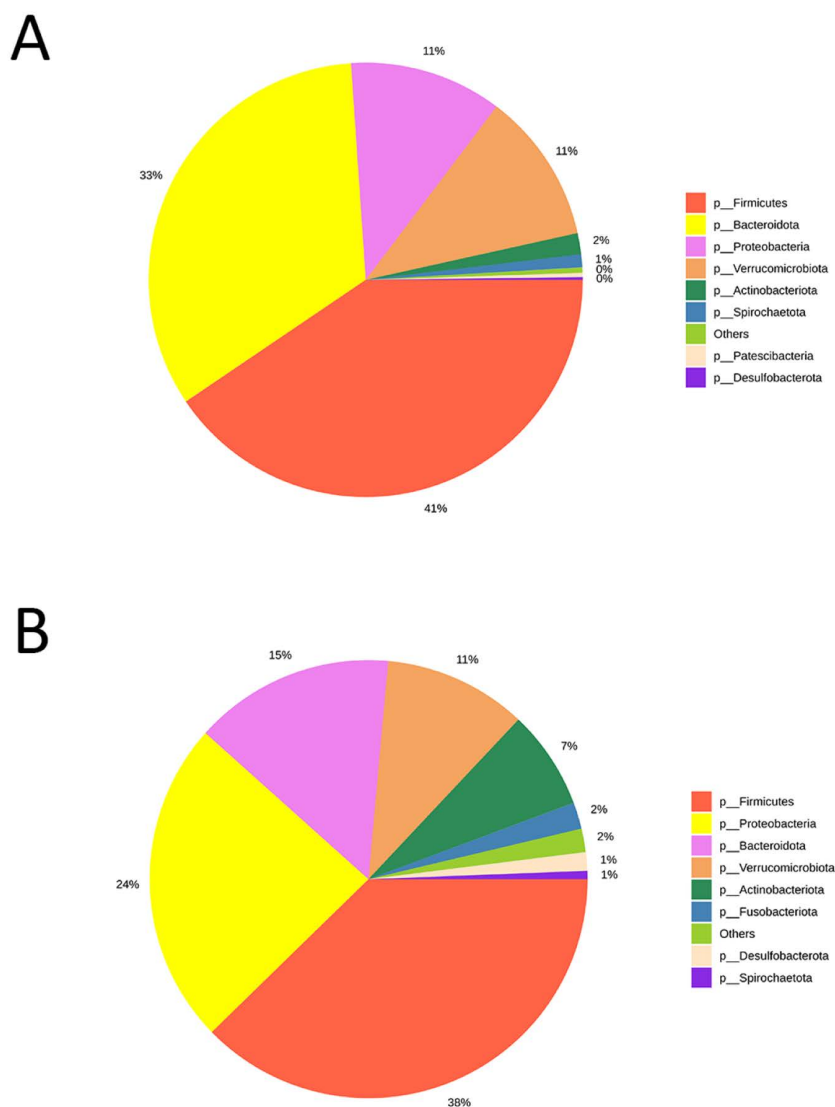 A
11%
33%
11%
2%
1%
0%
0%
41%
p__Firmicutes
p__Bacteroidota
p__Proteobacteria
p__Verrucomicrobiota
p__Actinobacteriota
p__Spirochaetota
Others
p__Patescibacteria
p__Desulfobacterota
B
15%
11%
7%
2%
2%
1%
1%
24%
38%
p__Firmicutes
p__Proteobacteria
p__Bacteroidota
p__Verrucomicrobiota
p__Actinobacteriota
p__Fusobacteriota
Others
p__Desulfobacterota
p__Spirochaetota